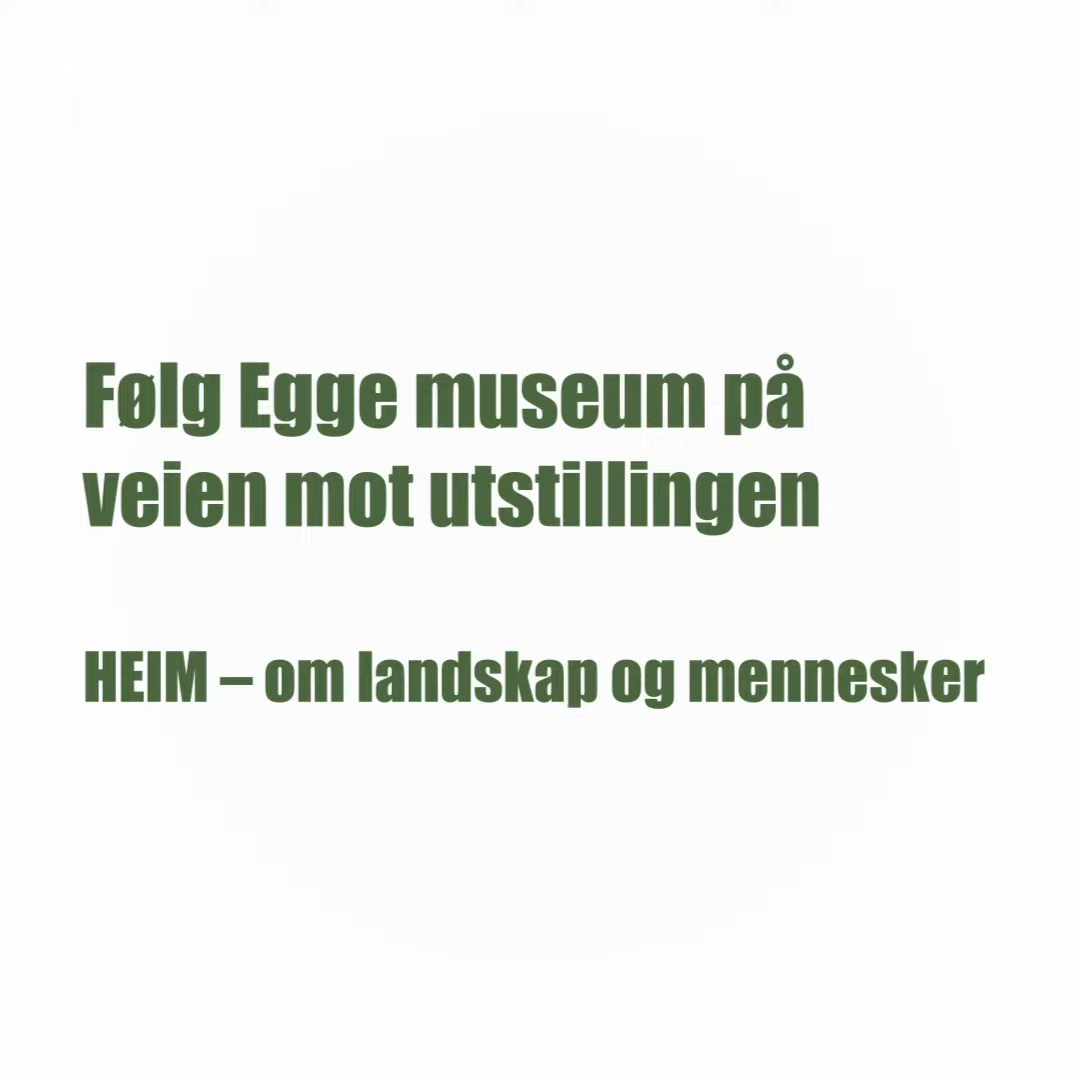 Følg Egge museum på
veien mot utstillingen
HEIM – om landskap og mennesker